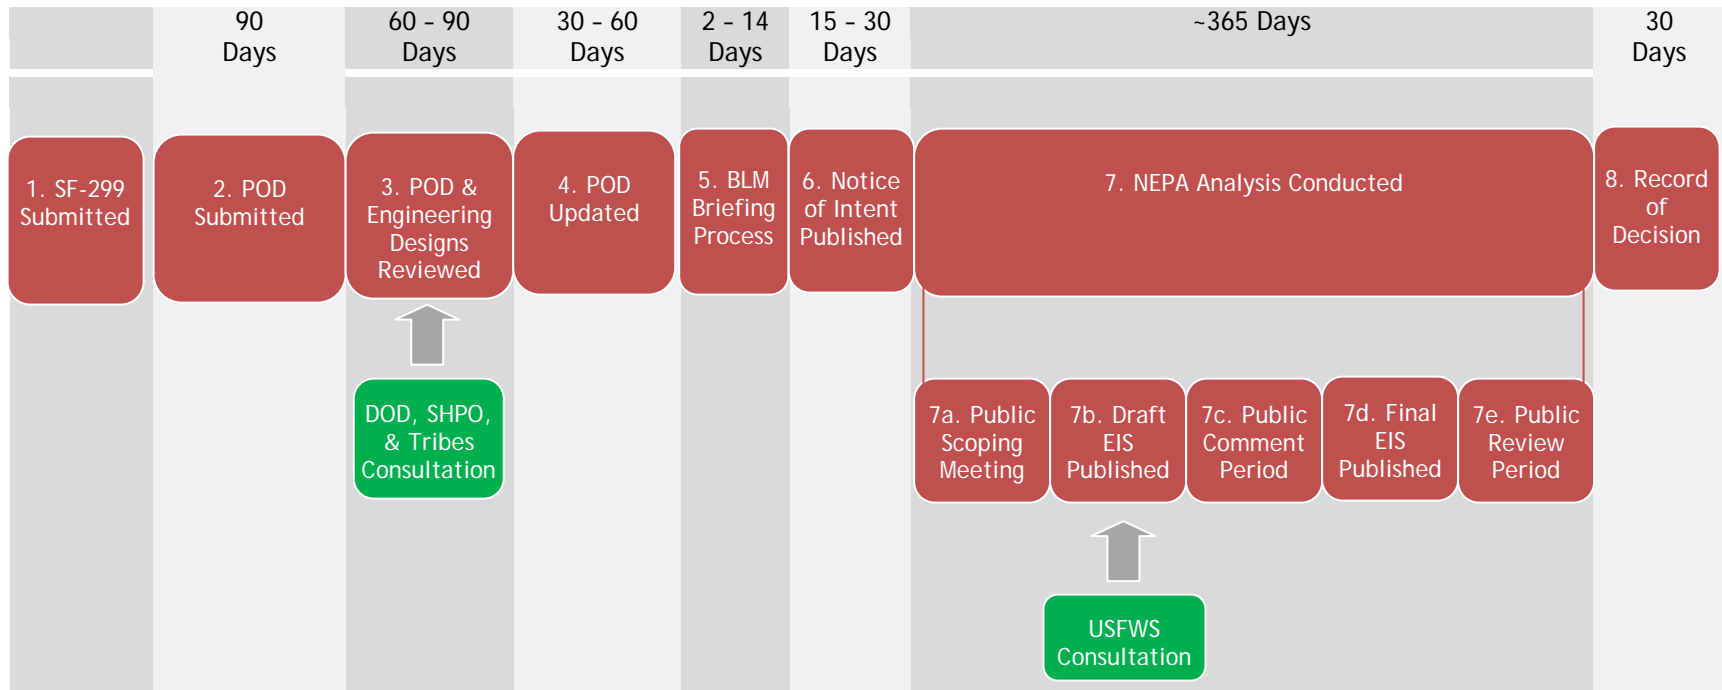 90
Days
60 – 90
Days
30 – 60
Days
2 – 14
Days
15 – 30
Days
~365 Days
30
Days
1. SF-299
Submitted
2. POD
Submitted
3. POD &
Engineering
Designs
Reviewed
4. POD
Updated
5. BLM
Briefing
Process
6. Notice
of Intent
Published
7. NEPA Analysis Conducted
8. Record
of
Decision
DOD, SHPO,
& Tribes
Consultation
7a. Public
Scoping
Meeting
7b. Draft
EIS
Published
7c. Public
Comment
Period
7d. Final
EIS
Published
7e. Public
Review
Period
USFWS
Consultation